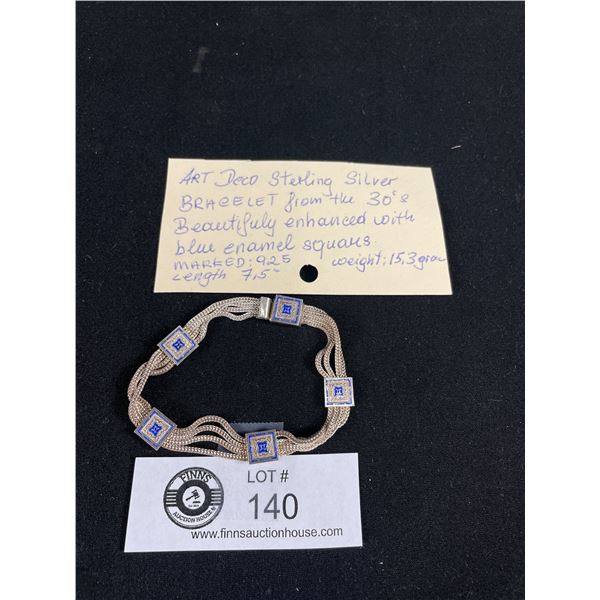 ART DECO Sterling Silver
BRACELET from the 30's
Beautifuly enhanced with
blue enamel squars
MARKED: 925 weight: 15,3 gram
Length 7,5"
FINNS
AUCTION HOUSE
LOT #
140
www.finnsauctionhouse.com